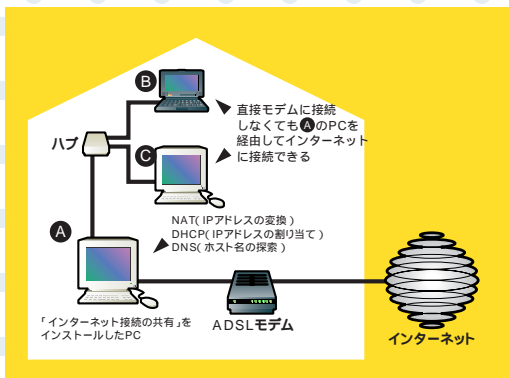 B
直接モデムに接続
しなくてもAのPCを
経由してインターネット
に接続できる
ハブ
C
NAT(IPアドレスの変換)
DHCP(IPアドレスの割り当て)
DNS(ホスト名の探索)
A
「インターネット接続の共有」を
インストールしたPC
ADSLモデム
インターネット